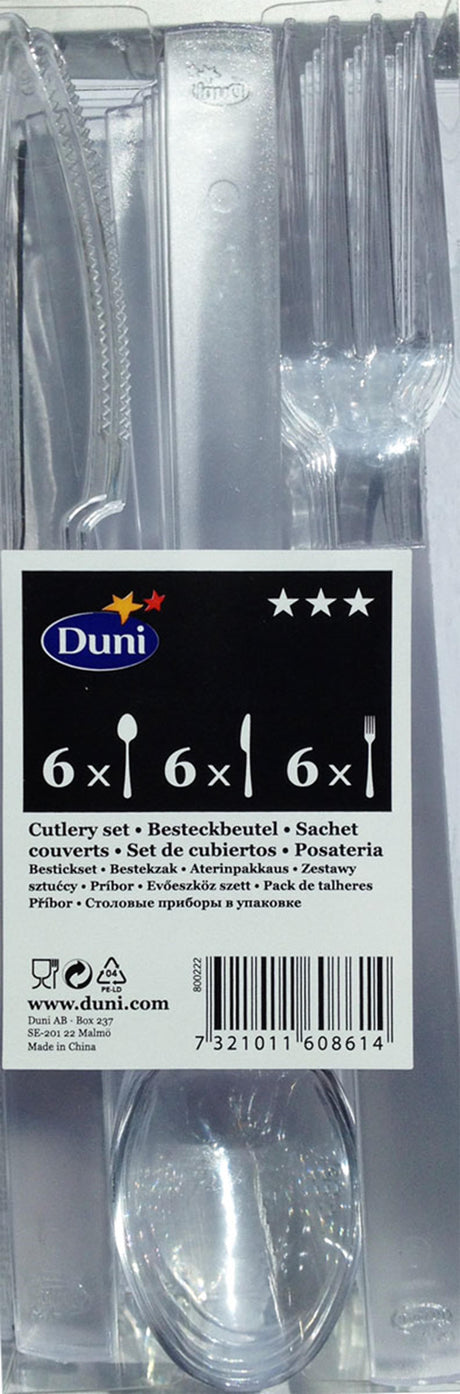 Duni
Duni
6 x 6 x 6 x
Cutlery set • Besteckbeutel • Sachet
couverts • Set de cubiertos • Posateria
Bestickset • Bestekzak • Aterinpakkaus • Zestawy
sztućcy • Príbor • Evőeszköz szett • Pack de talheres
Příbor • Столовые приборы в упаковке
04
PE-LD
www.duni.com
Duni AB · Box 237
SE-201 22 Malmö
Made in China
800222
7 321011 608614